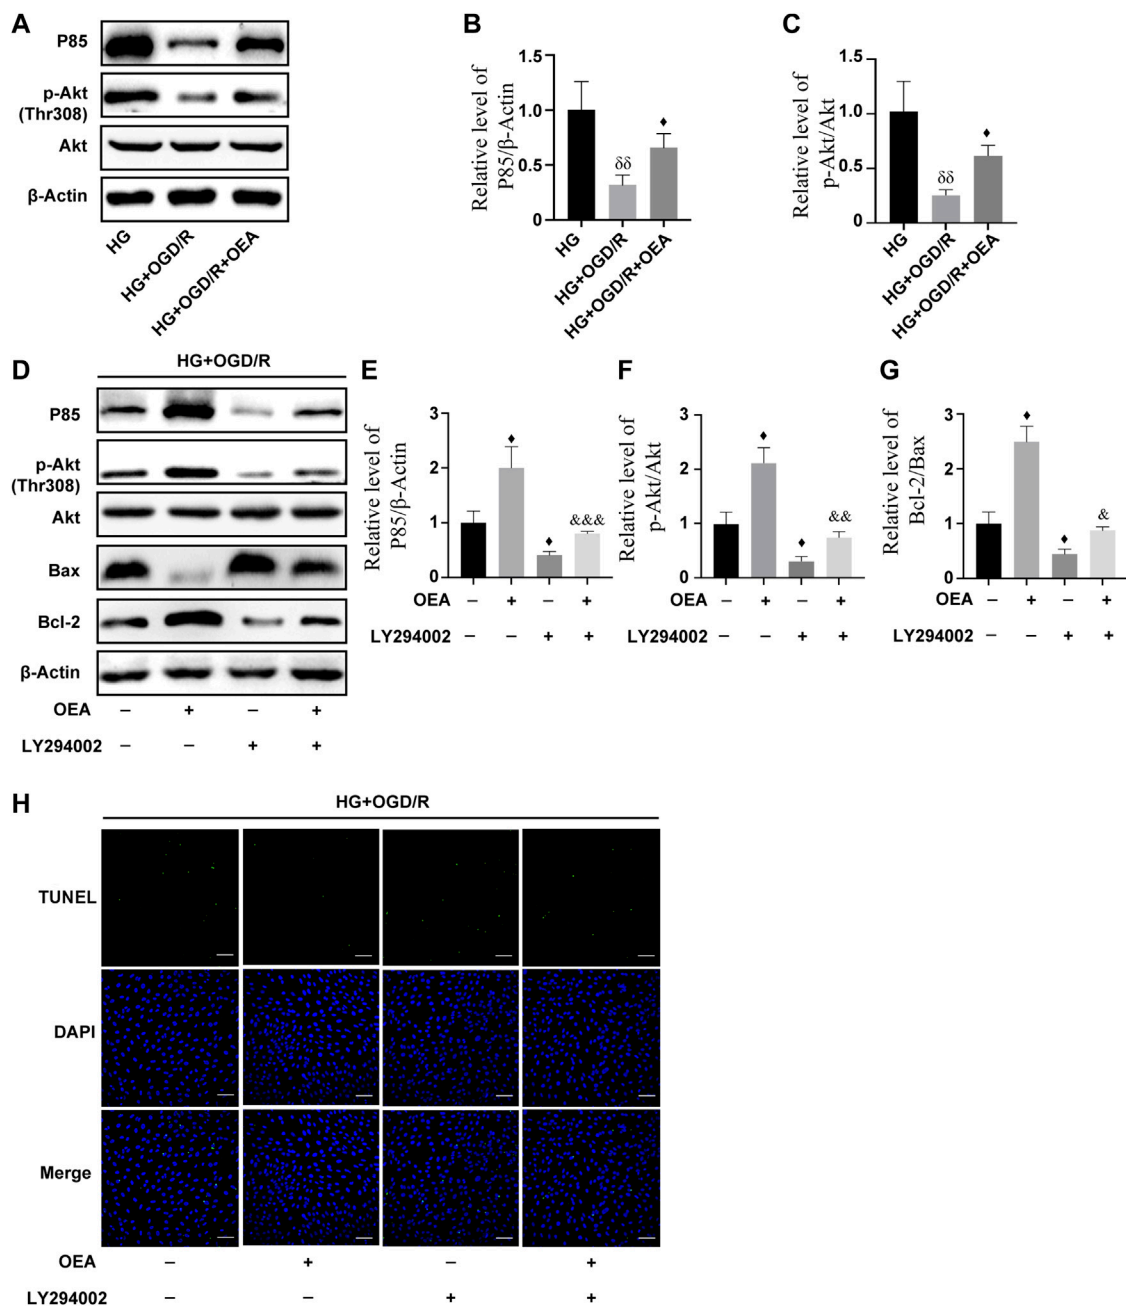 A
P85
p-Akt
(Thr308)
Akt
β-Actin
HG
HG+OGD/R
HG+OGD/R+OEA
B
Relative level of
P85/β-Actin
1.5
1.0
0.5
0
δδ
♦
HG
HG+OGD/R
HG+OGD/R+OEA
C
Relative level of
p-Akt/Akt
1.5
1.0
0.5
0
δδ
♦
HG
HG+OGD/R
HG+OGD/R+OEA
D
HG+OGD/R
P85
p-Akt
(Thr308)
Akt
Bax
Bcl-2
β-Actin
OEA – + – +
LY294002 – – + +
E
Relative level of
P85/β-Actin
3
2
1
0
♦
♦
&&&
OEA – + – +
LY294002 – – + +
F
Relative level of
p-Akt/Akt
3
2
1
0
♦
♦
&&
OEA – + – +
LY294002 – – + +
G
Relative level of
Bcl-2/Bax
3
2
1
0
♦
♦
&
OEA – + – +
LY294002 – – + +
H
HG+OGD/R
TUNEL
DAPI
Merge
OEA – + – +
LY294002 – – + +